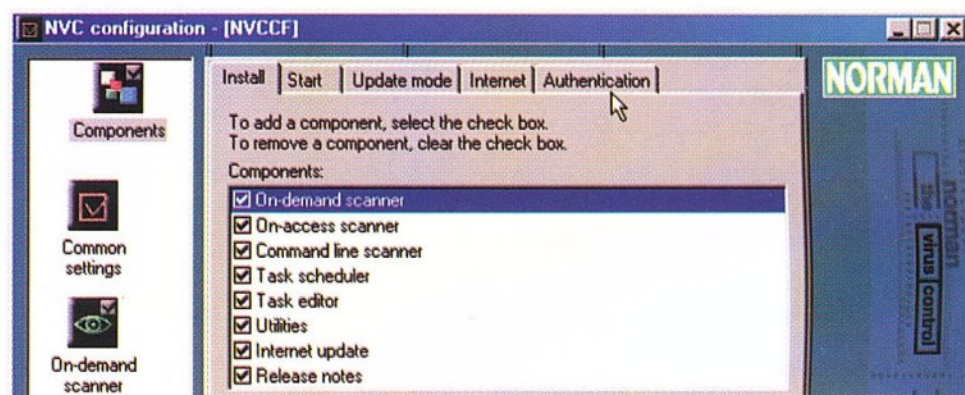 NVC configuration - [NVCCF]
Components
Common
settings
On-demand
scanner
Install Start Update mode Internet Authentication
To add a component, select the check box.
To remove a component, clear the check box.
Components:
On-demand scanner
On-access scanner
Command line scanner
Task scheduler
Task editor
Utilities
Internet update
Release notes
NORMAN
norman
the
virus control